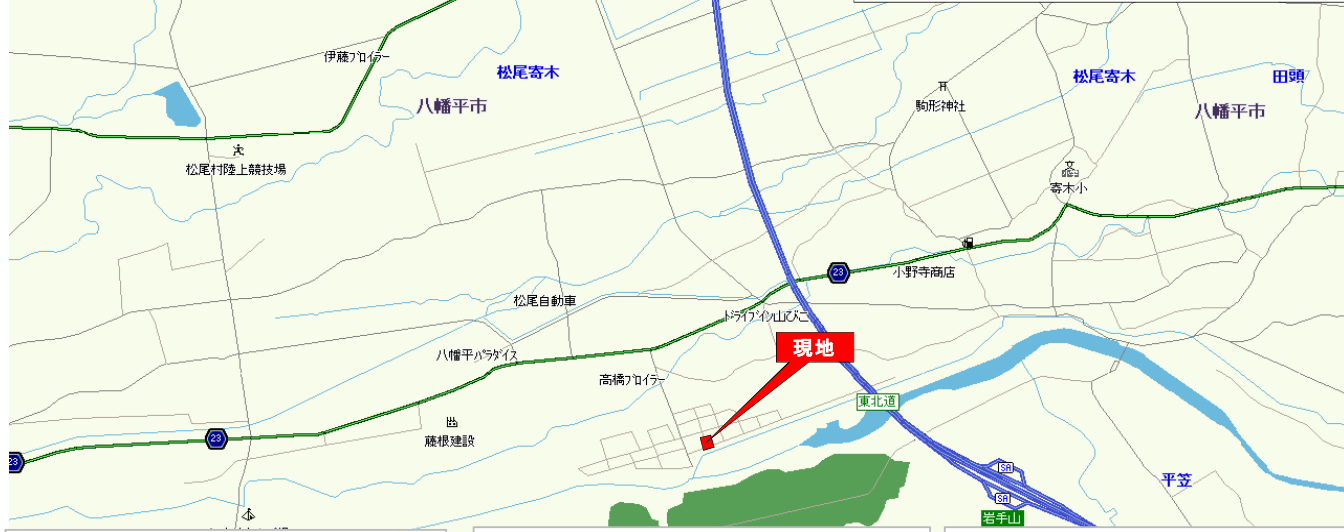 伊藤ブロイラー
松尾寄木
八幡平市
松尾寄木
田頭
八幡平市
駒形神社
松尾村陸上競技場
文
寄木小
23
小野寺商店
松尾自動車
ドライブイン山びこ
現地
八幡平パラダイス
高橋ブロイラー
東北道
23
藤根建設
23
SA
平笠
SA
岩手山